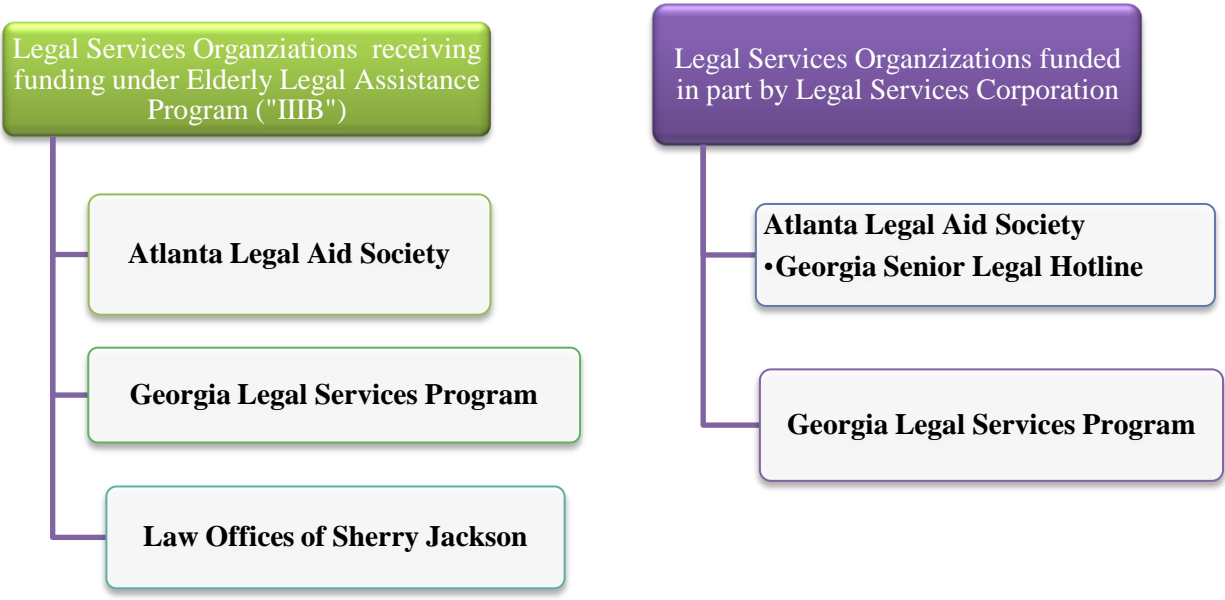 Legal Services Organziations receiving
funding under Elderly Legal Assistance
Program ("IIIB")
Atlanta Legal Aid Society
Georgia Legal Services Program
Law Offices of Sherry Jackson
Legal Services Organzizations funded
in part by Legal Services Corporation
Atlanta Legal Aid Society
•Georgia Senior Legal Hotline
Georgia Legal Services Program